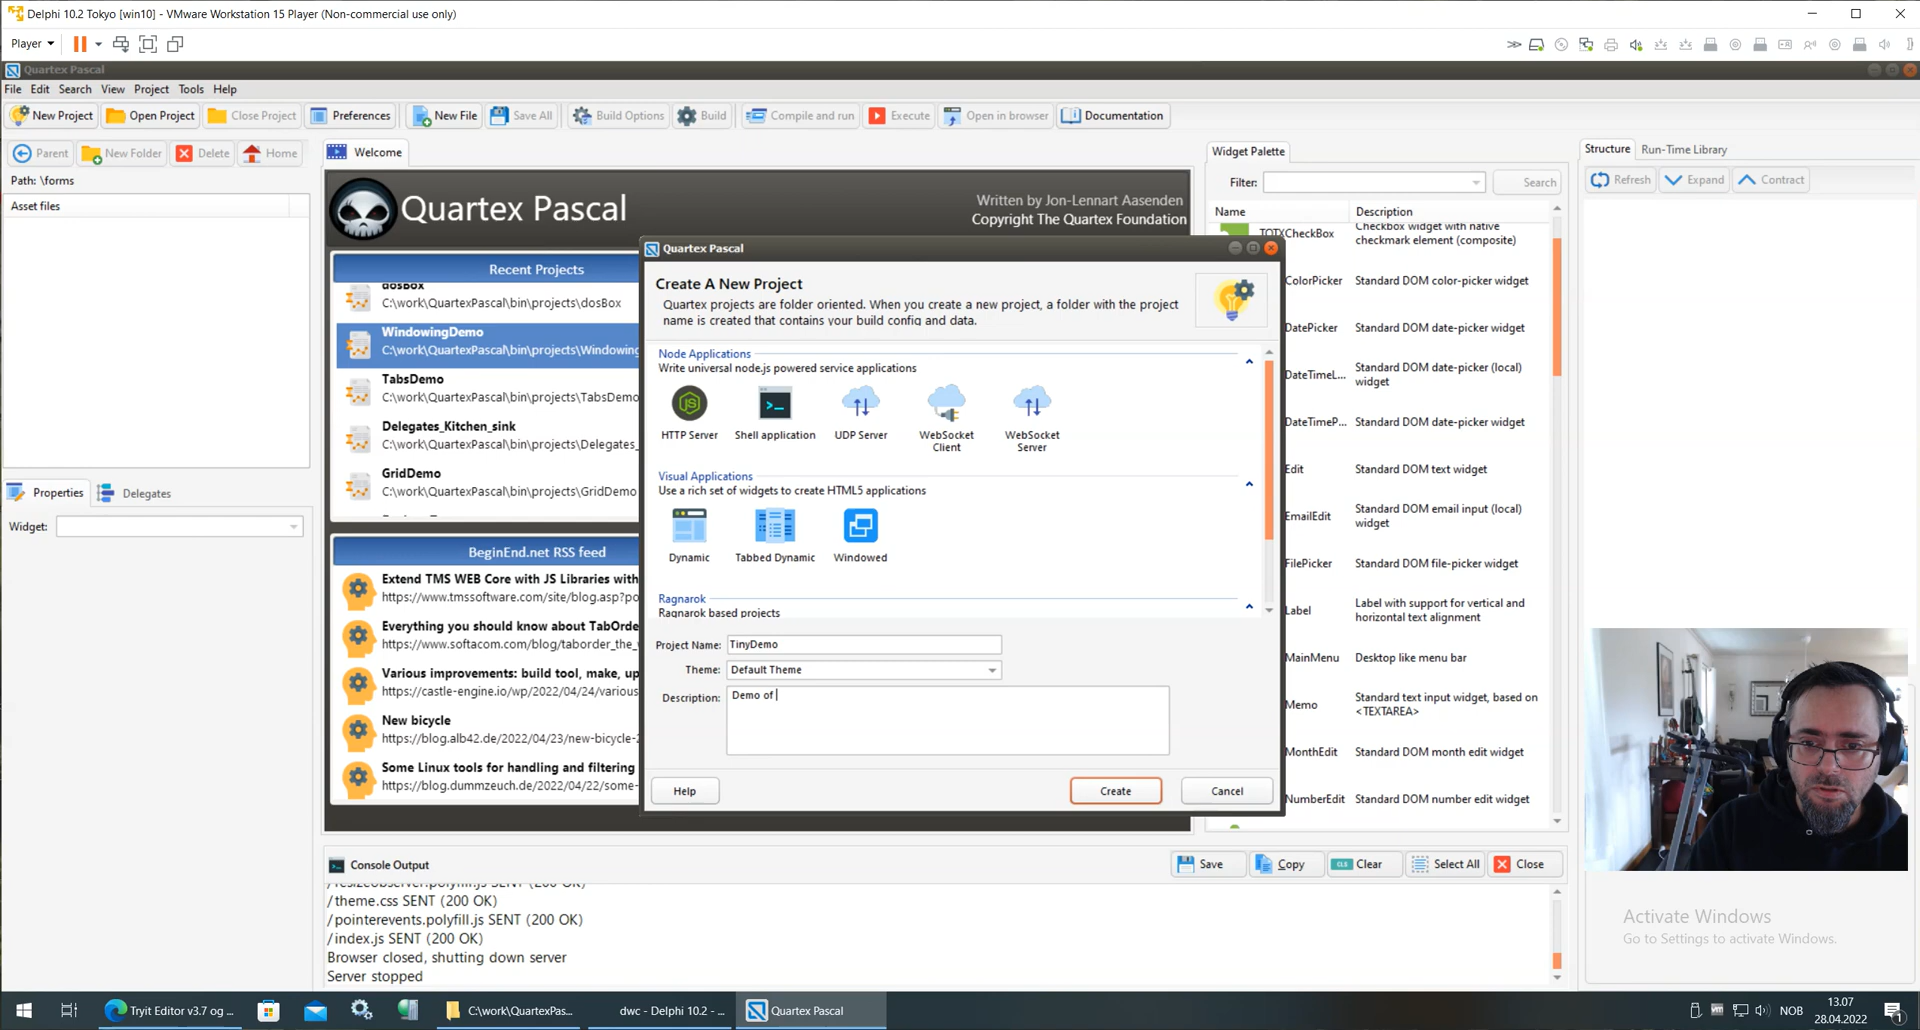 Delphi 10.2 Tokyo [win10] - VMware Workstation 15 Player (Non-commercial use only)
Player
Quartex Pascal
File Edit Search View Project Tools Help
New Project Open Project Close Project Preferences New File Save All Build Options Build Compile and run Execute Open in browser Documentation
Parent New Folder Delete Home
Path: \forms
Asset files
Properties Delegates
Widget:
Welcome
Quartex Pascal
Written by Jon-Lennart Aasenden
Copyright The Quartex Foundation
Recent Projects
dosBox
C:\work\QuartexPascal\bin\projects\dosBox
WindowingDemo
C:\work\QuartexPascal\bin\projects\Windowing
TabsDemo
C:\work\QuartexPascal\bin\projects\TabsDemo
Delegates_Kitchen_sink
C:\work\QuartexPascal\bin\projects\Delegates_
GridDemo
C:\work\QuartexPascal\bin\projects\GridDemo
BeginEnd.net RSS feed
Extend TMS WEB Core with JS Libraries with
https://www.tmssoftware.com/site/blog.asp?po
Everything you should know about TabOrde
https://www.softacom.com/blog/taborder_the_
Various improvements: build tool, make, up
https://castle-engine.io/wp/2022/04/24/various
New bicycle
https://blog.alb42.de/2022/04/23/new-bicycle-2
Some Linux tools for handling and filtering
https://blog.dummzeuch.de/2022/04/22/some-
Quartex Pascal
Create A New Project
Quartex projects are folder oriented. When you create a new project, a folder with the project
name is created that contains your build config and data.
Node Applications
Write universal node.js powered service applications
HTTP Server Shell application UDP Server WebSocket Client WebSocket Server
Visual Applications
Use a rich set of widgets to create HTML5 applications
Dynamic Tabbed Dynamic Windowed
Ragnarok
Ragnarok based projects
Project Name: TinyDemo
Theme: Default Theme
Description: Demo of
Help Create Cancel
Widget Palette
Filter: Search
Name Description
TQTXCheckBox Checkbox widget with native
checkmark element (composite)
ColorPicker Standard DOM color-picker widget
DatePicker Standard DOM date-picker widget
DateTimeL... Standard DOM date-picker (local)
widget
DateTimeP... Standard DOM date-picker widget
Edit Standard DOM text widget
EmailEdit Standard DOM email input (local)
widget
FilePicker Standard DOM file-picker widget
Label Label with support for vertical and
horizontal text alignment
MainMenu Desktop like menu bar
Memo Standard text input widget, based on
<TEXTAREA>
MonthEdit Standard DOM month edit widget
NumberEdit Standard DOM number edit widget
Structure Run-Time Library
Refresh Expand Contract
Console Output
Save Copy Clear Select All Close
/resizeobserver.polyfill.js SENT (200 OK)
/theme.css SENT (200 OK)
/pointerevents.polyfill.js SENT (200 OK)
/index.js SENT (200 OK)
Browser closed, shutting down server
Server stopped
Activate Windows
Go to Settings to activate Windows.
Tryit Editor v3.7 og ...
C:\work\QuartexPas...
dwc - Delphi 10.2 - ...
Quartex Pascal
NOB
13.07
28.04.2022